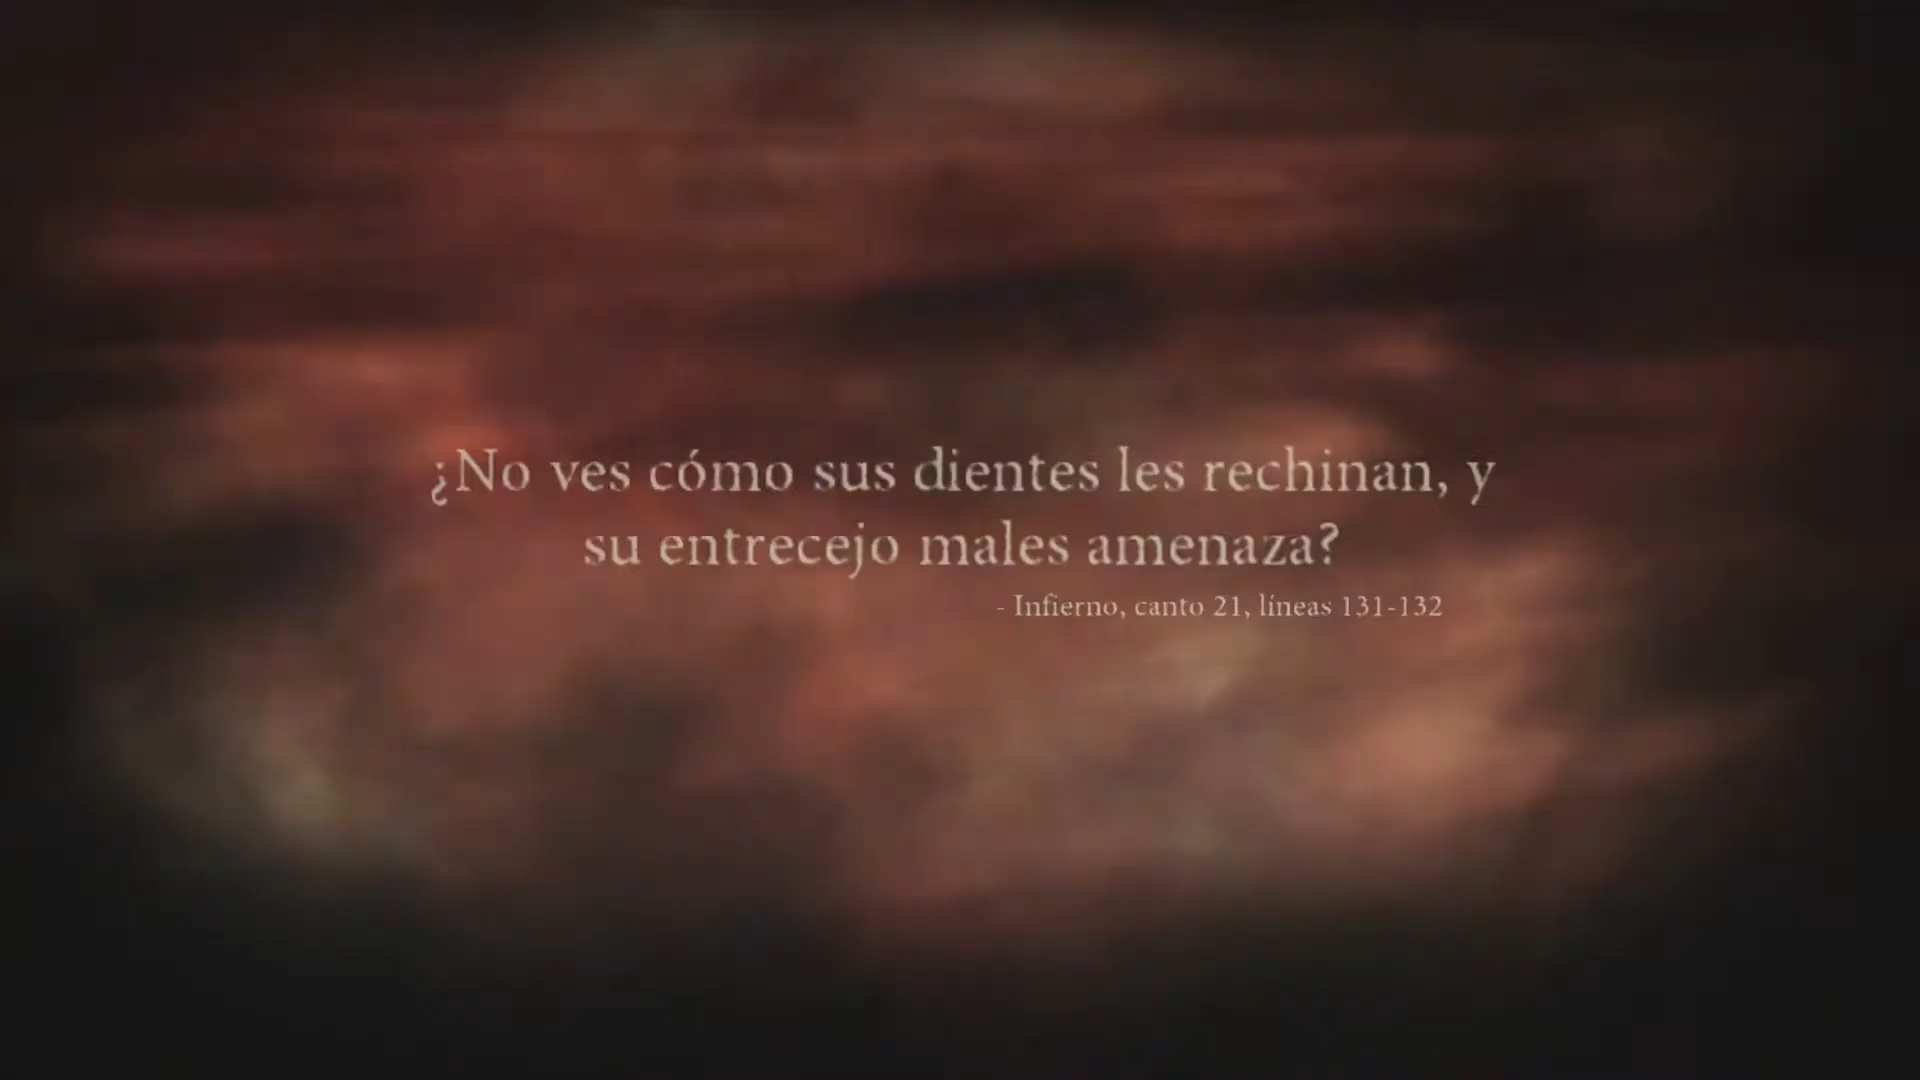 ¿No ves cómo sus dientes les rechinan, y
su entrecejo males amenaza?
- Infierno, canto 21, líneas 131-132